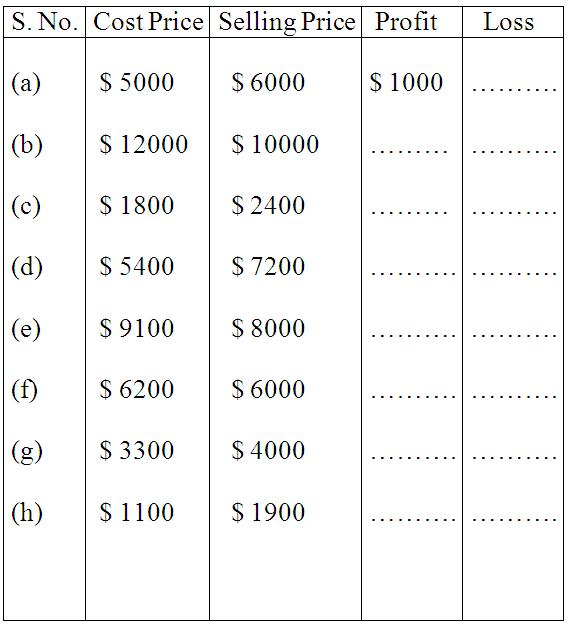 S. No. Cost Price Selling Price Profit Loss
(a) $ 5000 $ 6000 $ 1000 ..........
(b) $ 12000 $ 10000 ......... ..........
(c) $ 1800 $ 2400 ......... ..........
(d) $ 5400 $ 7200 .......... ..........
(e) $ 9100 $ 8000 .......... ..........
(f) $ 6200 $ 6000 .......... ..........
(g) $ 3300 $ 4000 .......... ..........
(h) $ 1100 $ 1900 .......... ..........